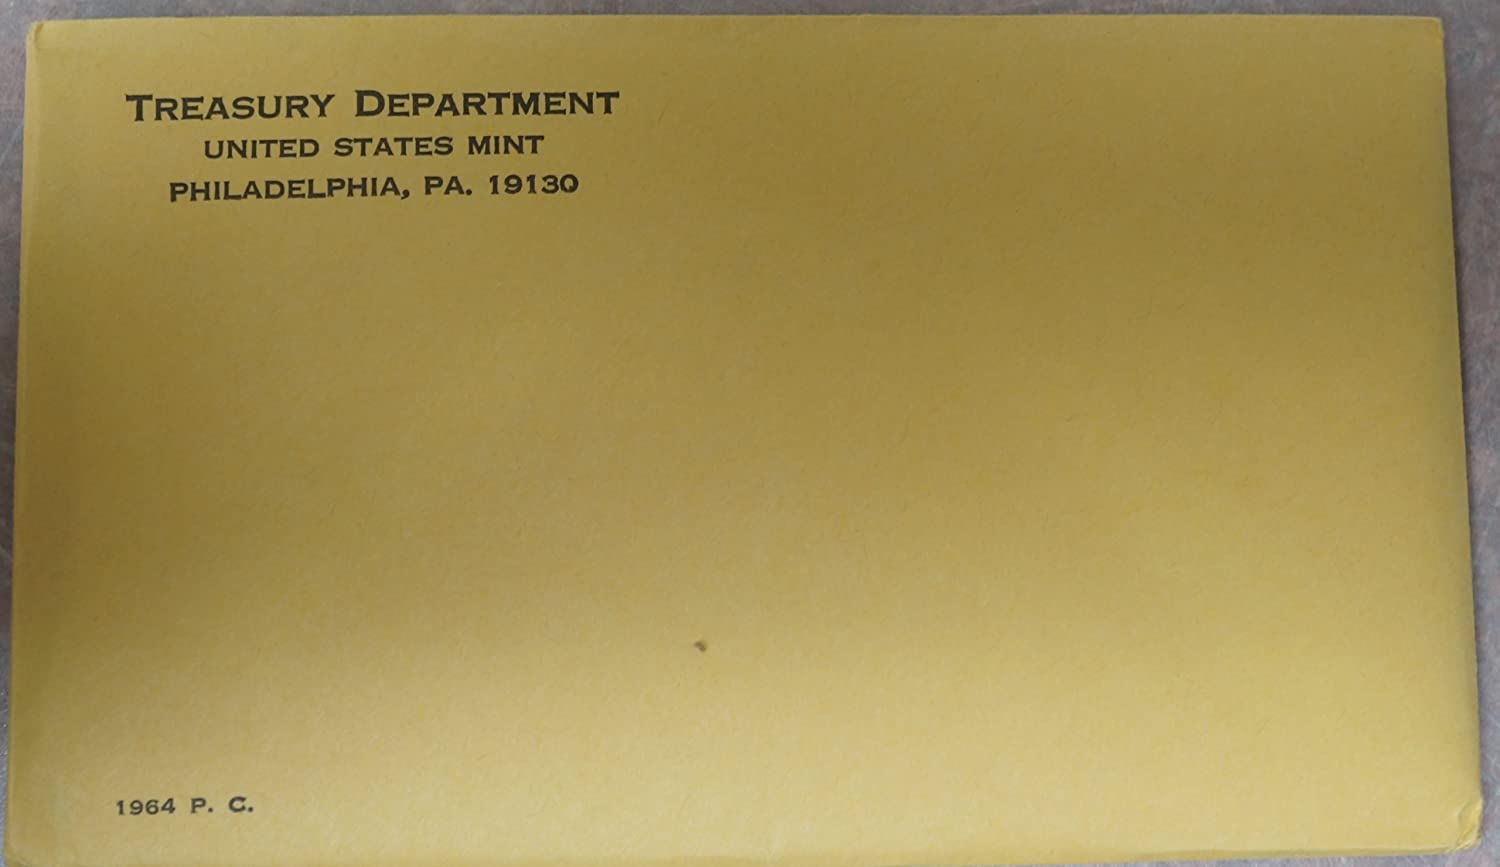 TREASURY DEPARTMENT
UNITED STATES MINT
PHILADELPHIA, PA. 19130
1964 P. C.